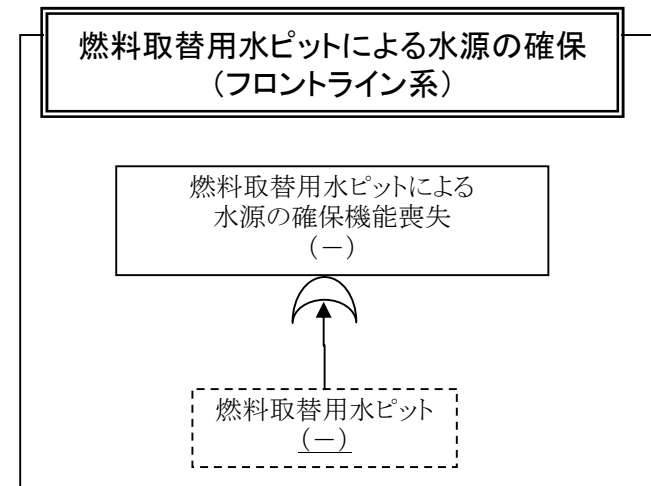 燃料取替用水ピットによる水源の確保
(フロントライン系)
燃料取替用水ピットによる
水源の確保機能喪失
(－)
燃料取替用水ピット
(－)